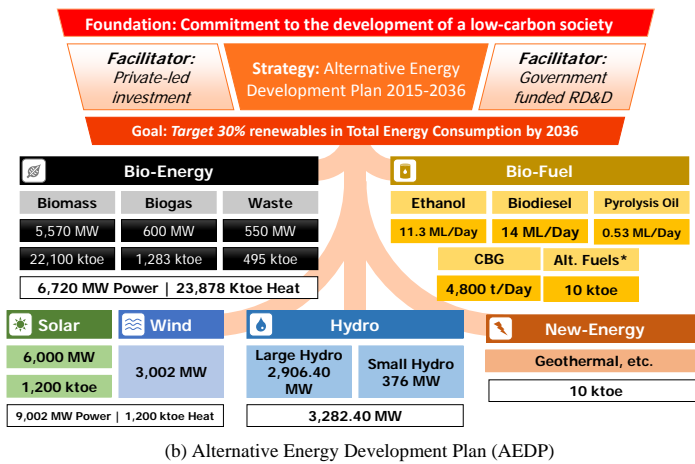 Foundation: Commitment to the development of a low-carbon society
Facilitator:
Private-led
investment
Strategy: Alternative Energy
Development Plan 2015-2036
Facilitator:
Government
funded RD&D
Goal: Target 30% renewables in Total Energy Consumption by 2036
Bio-Energy
Biomass
Biogas
Waste
5,570 MW
600 MW
550 MW
22,100 ktoe
1,283 ktoe
495 ktoe
6,720 MW Power | 23,878 Ktoe Heat
Bio-Fuel
Ethanol
Biodiesel
Pyrolysis Oil
11.3 ML/Day
14 ML/Day
0.53 ML/Day
CBG
Alt. Fuels*
4,800 t/Day
10 ktoe
Solar
Wind
6,000 MW
1,200 ktoe
3,002 MW
9,002 MW Power | 1,200 ktoe Heat
Hydro
Large Hydro
2,906.40
MW
Small Hydro
376 MW
3,282.40 MW
New-Energy
Geothermal, etc.
10 ktoe
(b) Alternative Energy Development Plan (AEDP)